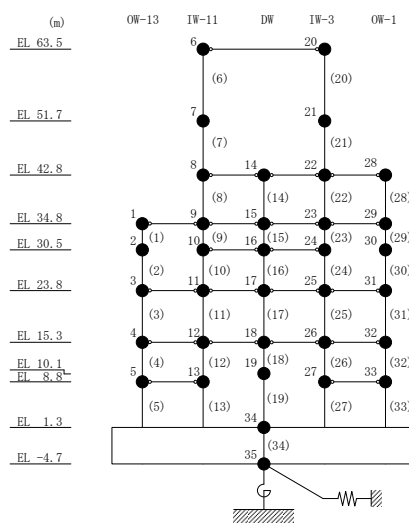 (m) OW-13 IW-11 DW IW-3 OW-1
EL 63.5 6 20
(6) (20)
EL 51.7 7 21
(7) (21)
EL 42.8 8 14 22 28
(8) (14) (22) (28)
EL 34.8 1 9 15 23 29
(1) (9) (15) (23) (29)
EL 30.5 2 10 16 24 30
(2) (10) (16) (24) (30)
EL 23.8 3 11 17 25 31
(3) (11) (17) (25) (31)
EL 15.3 4 12 18 26 32
(4) (12) (18) (26) (32)
EL 10.1 19
EL 8.8 5 13 27 33
(5) (13) (19) (27) (33)
EL 1.3 34
(34)
EL -4.7 35